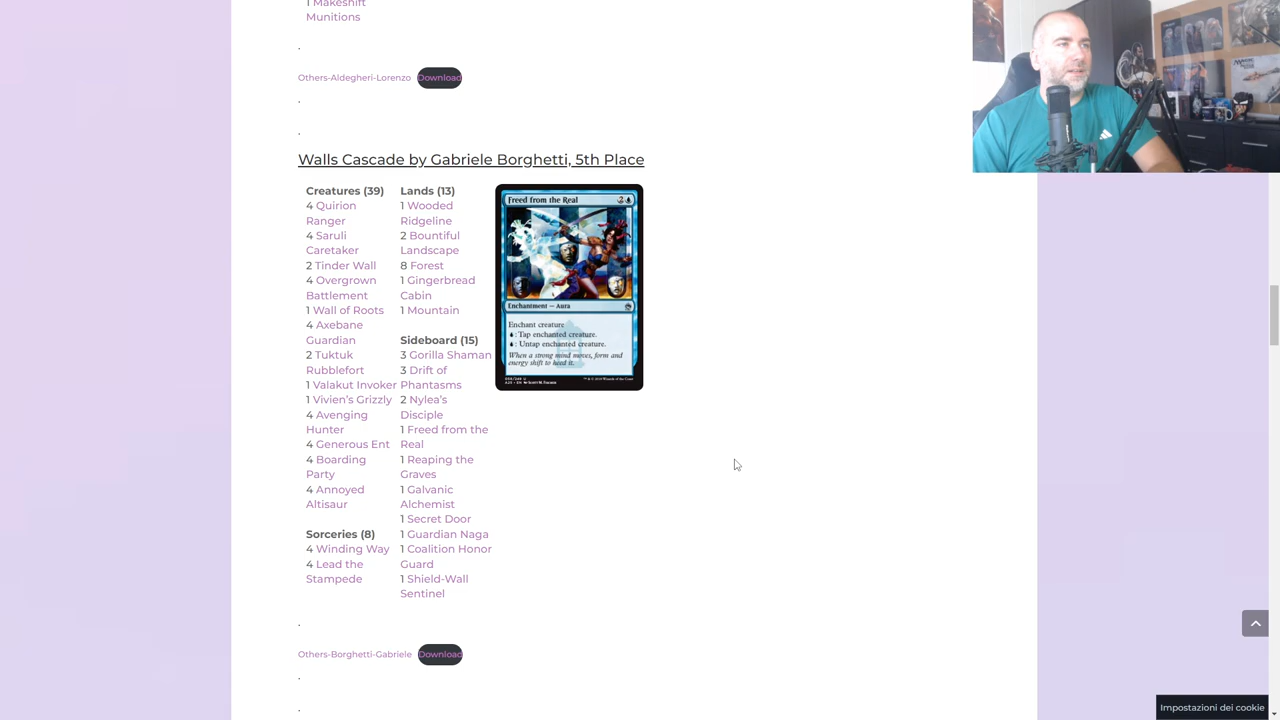 1 Makeshift
Munitions
.
Others-Aldegheri-Lorenzo Download
.
.
Walls Cascade by Gabriele Borghetti, 5th Place
Creatures (39)
4 Quirion
Ranger
4 Saruli
Caretaker
2 Tinder Wall
4 Overgrown
Battlement
1 Wall of Roots
4 Axebane
Guardian
2 Tuktuk
Rubblefort
1 Valakut Invoker
1 Vivien's Grizzly
4 Avenging
Hunter
4 Generous Ent
4 Boarding
Party
4 Annoyed
Altisaur
Sorceries (8)
4 Winding Way
4 Lead the
Stampede
Lands (13)
1 Wooded
Ridgeline
2 Bountiful
Landscape
8 Forest
1 Gingerbread
Cabin
1 Mountain
Sideboard (15)
3 Gorilla Shaman
3 Drift of
Phantasms
2 Nylea's
Disciple
1 Freed from the
Real
1 Reaping the
Graves
1 Galvanic
Alchemist
1 Secret Door
1 Guardian Naga
1 Coalition Honor
Guard
1 Shield-Wall
Sentinel
Freed from the Real 2
Enchantment — Aura
Enchant creature
: Tap enchanted creature.
: Untap enchanted creature.
When a strong mind moves, form and
energy shift to heed it.
.
Others-Borghetti-Gabriele Download
.
.
Impostazioni dei cookie